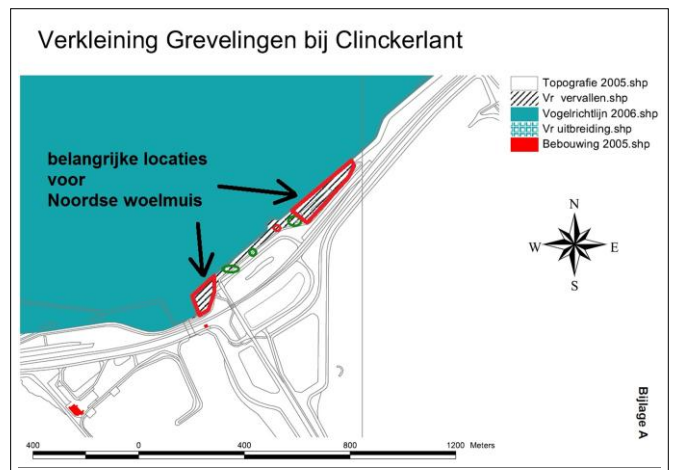 Verkleining Grevelingen bij Clinckerlant
Topografie 2005.shp
Vr vervallen.shp
Vogelrichtlijn 2006.shp
Vr uitbreiding.shp
Bebouwing 2005.shp
belangrijke locaties
voor
Noordse woelmuis
N
W E
S
Bijlage A
400 0 400 800 1200 Meters